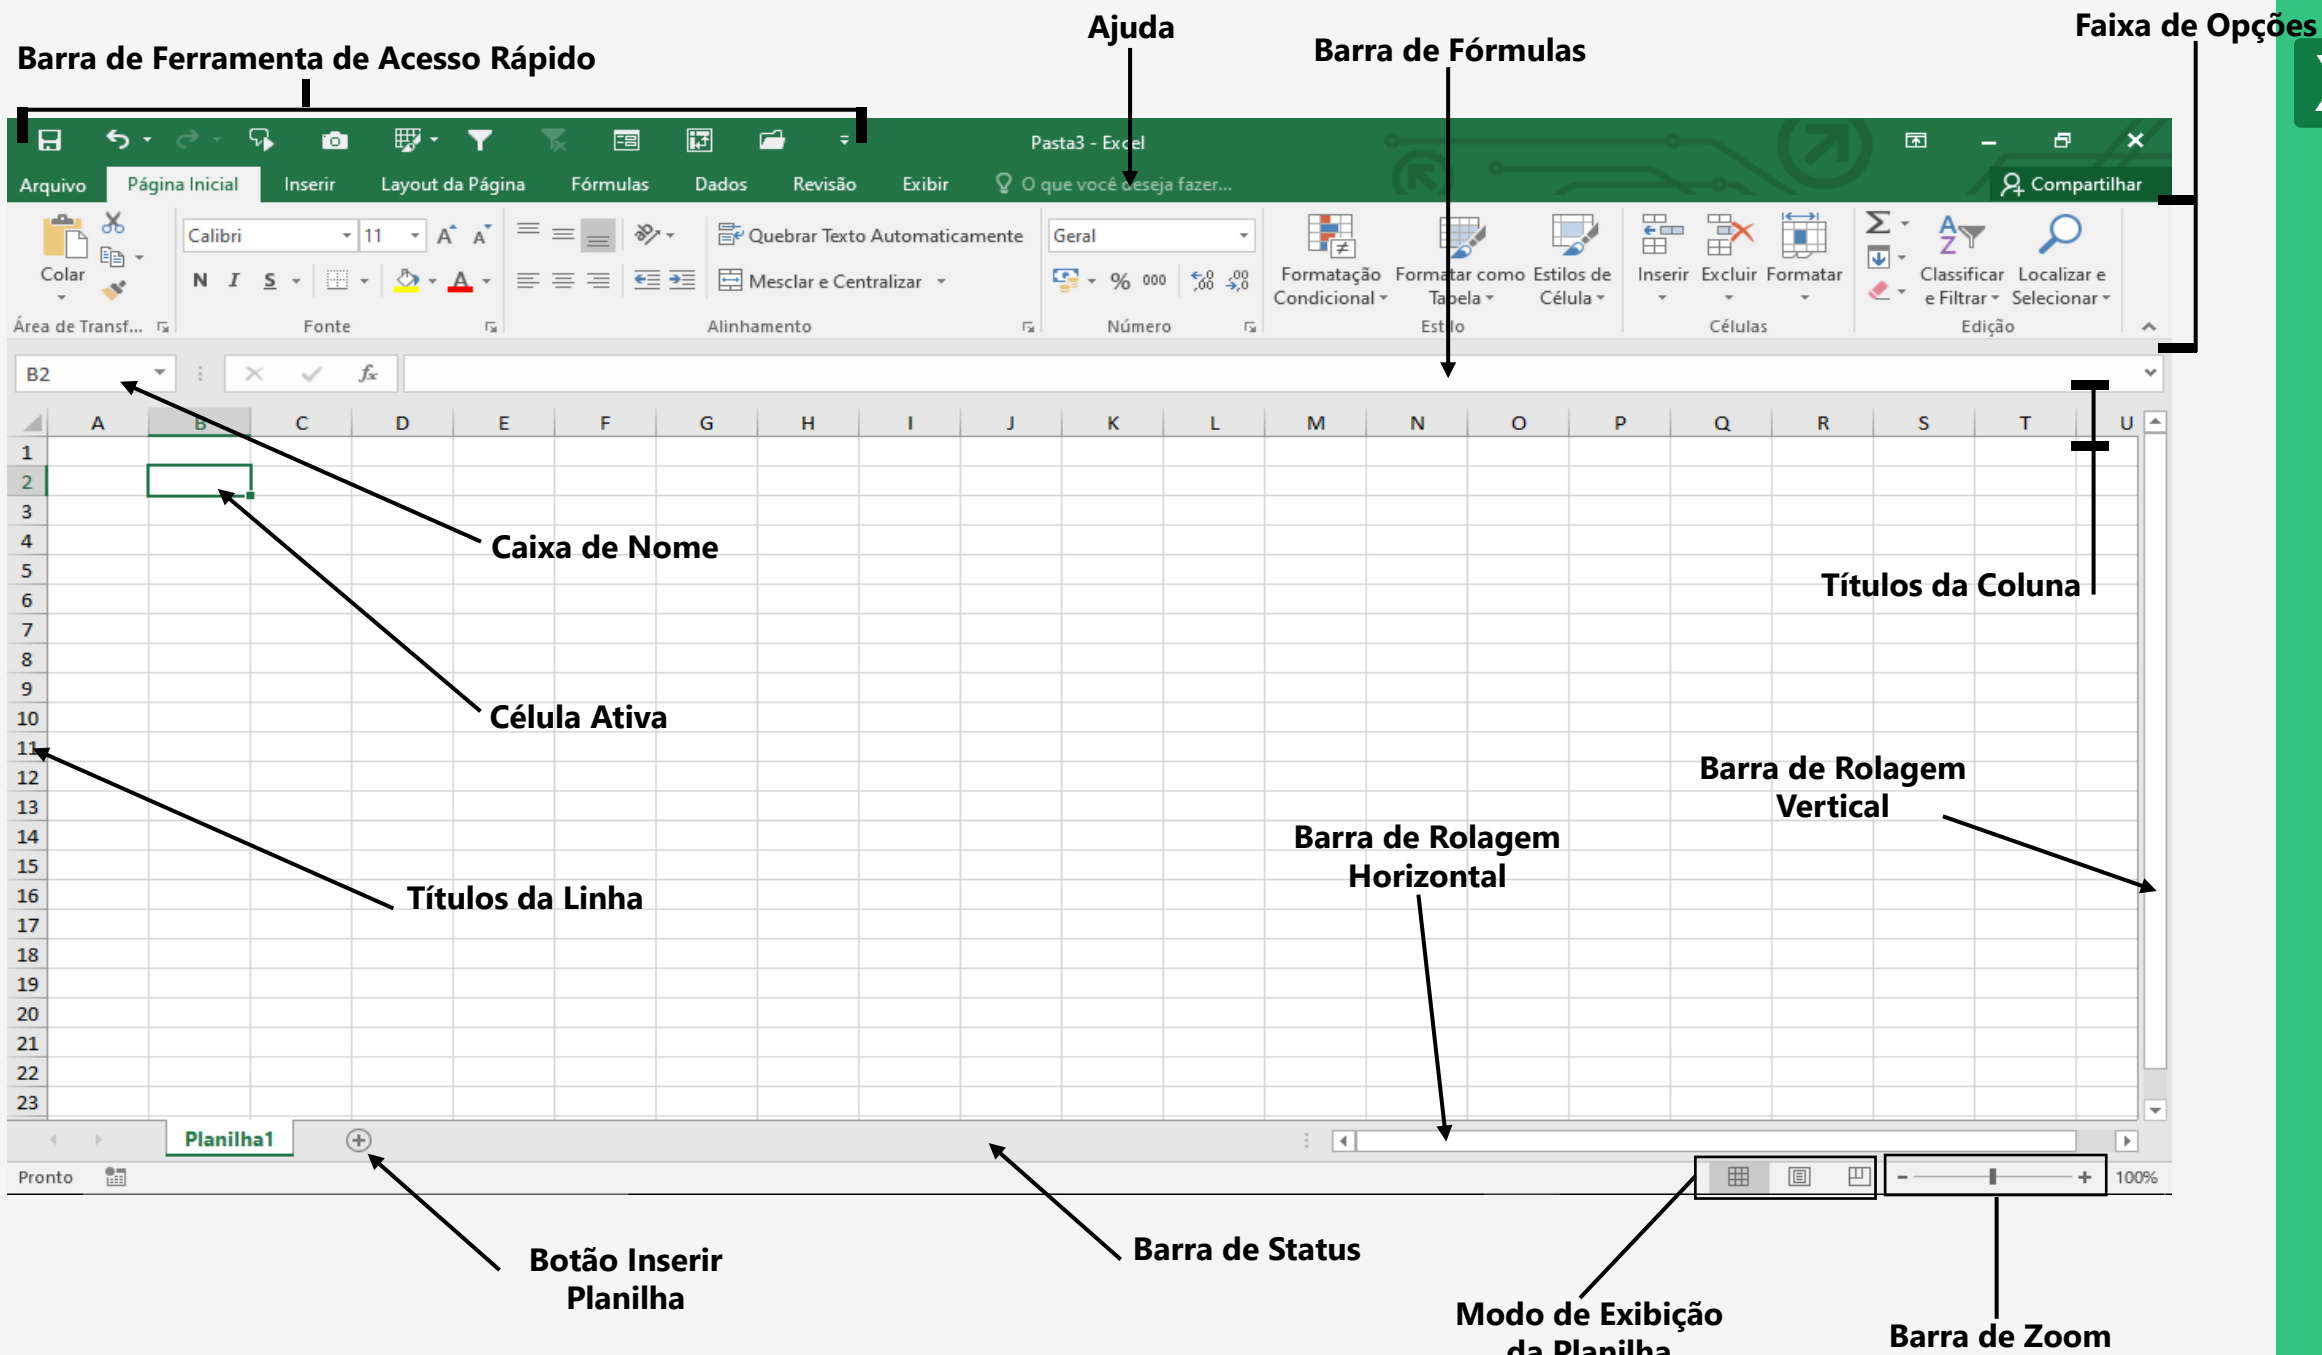 Ajuda
Faixa de Opções
Barra de Ferramenta de Acesso Rápido
Barra de Fórmulas
Pasta3 - Excel
Arquivo Página Inicial Inserir Layout da Página Fórmulas Dados Revisão Exibir O que você deseja fazer... Compartilhar
Calibri 11 Quebrar Texto Automaticamente Geral
Colar N I S Mesclar e Centralizar % 000
Formatação Condicional
Formatar como Tabela
Estilos de Célula
Inserir Excluir Formatar
Classificar e Filtrar
Localizar e Selecionar
Área de Transf... Fonte Alinhamento Número Estilo Células Edição
B2 fx
A B C D E F G H I J K L M N O P Q R S T U
1
2
3
4
Caixa de Nome
5
6
Títulos da Coluna
7
8
9
10
Célula Ativa
11
12
Barra de Rolagem
Vertical
13
14
Barra de Rolagem
Horizontal
15
16
Títulos da Linha
17
18
19
20
21
22
23
Planilha1
Pronto 100%
Botão Inserir
Planilha
Barra de Status
Modo de Exibição
da Planilha
Barra de Zoom